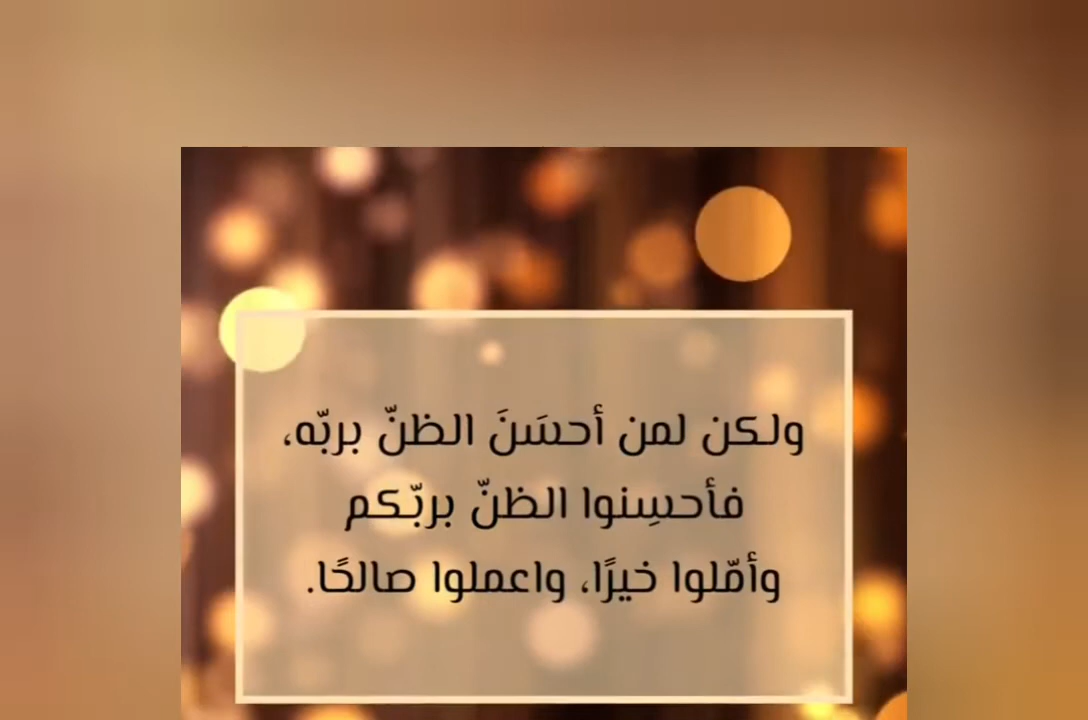 ولكن لمن أحسَنَ الظنّ بربّه،
فأحسِنوا الظنّ بربّكم
وأمّلوا خيرًا، واعملوا صالحًا.